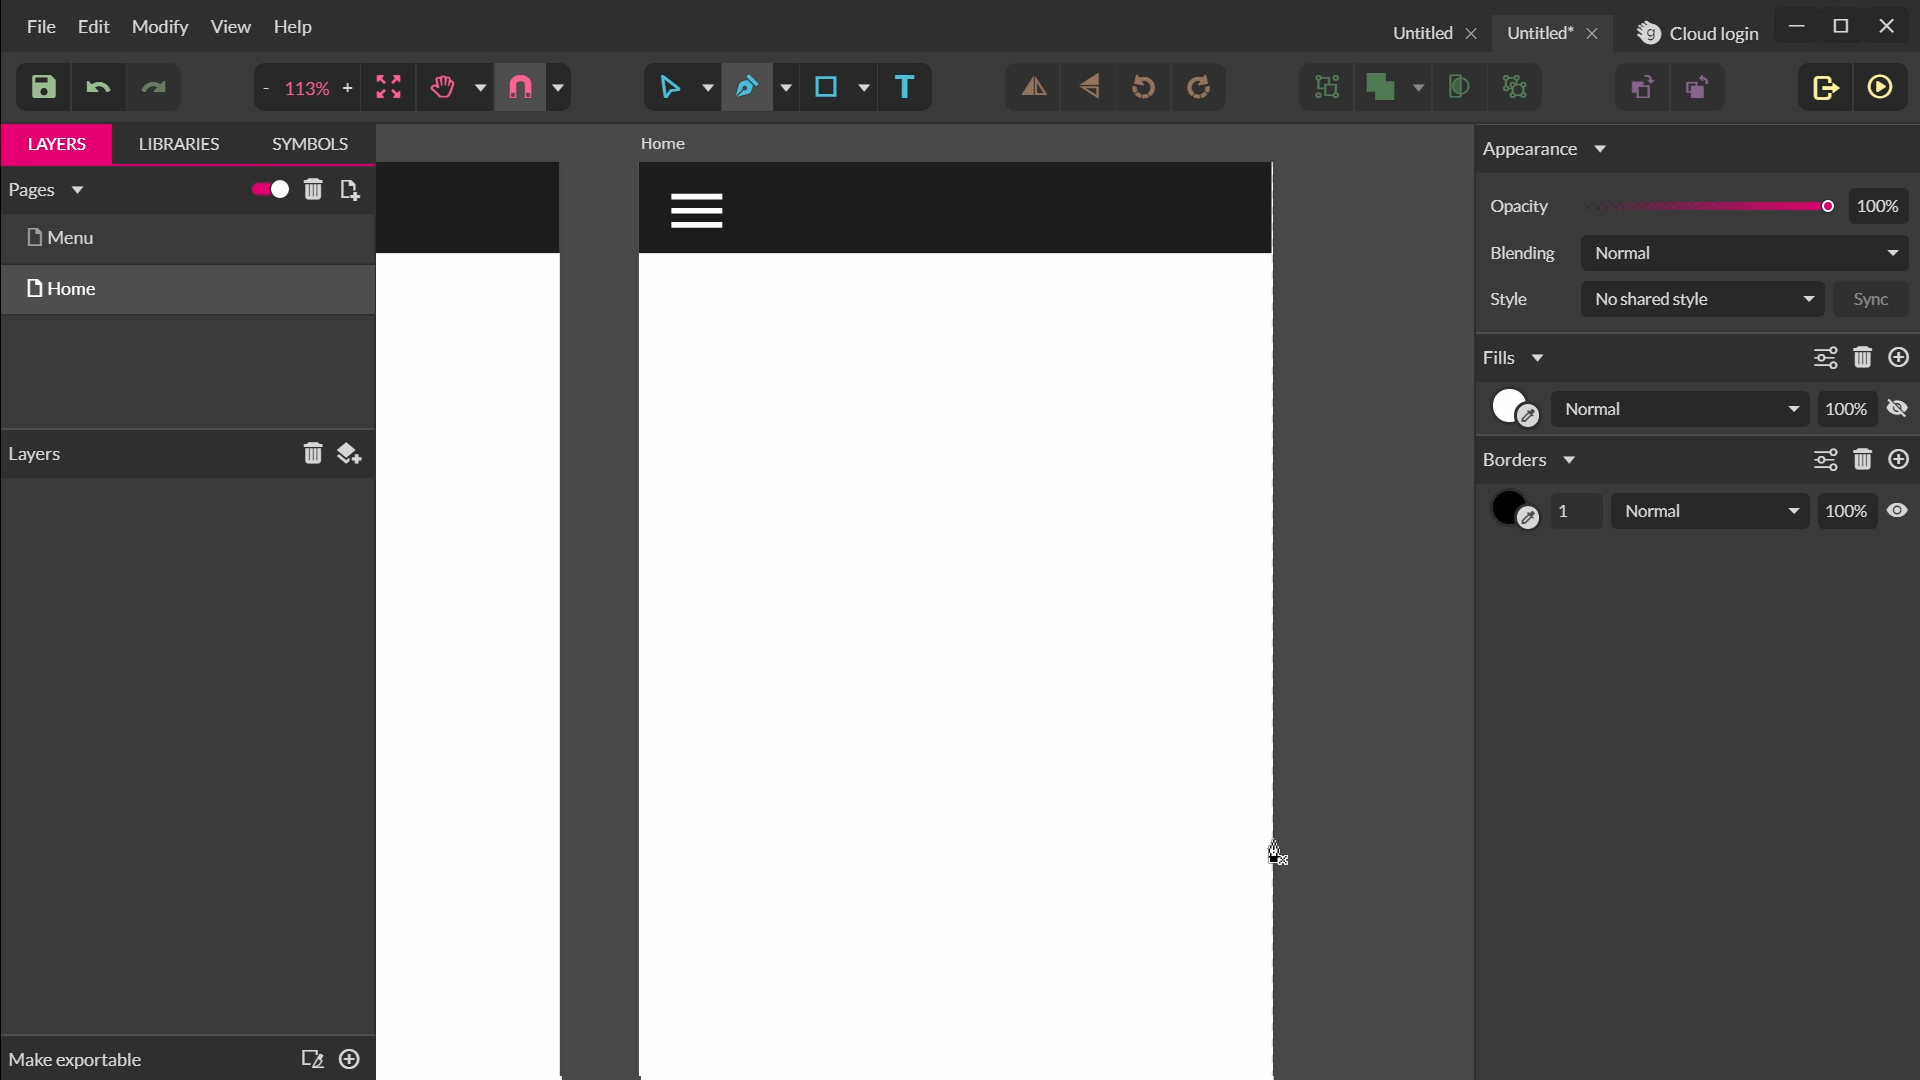 File Edit Modify View Help
Untitled Untitled* Cloud login
- 113% + T
LAYERS LIBRARIES SYMBOLS
Home
Appearance
Pages
Opacity 100%
Menu
Blending Normal
Home
Style No shared style Sync
Fills
Normal 100%
Layers
Borders
1 Normal 100%
Make exportable